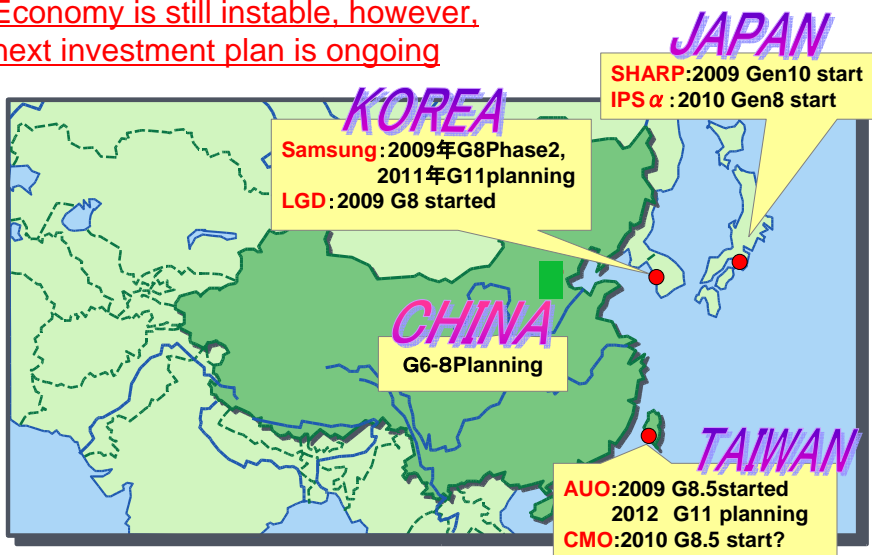 Economy is still instable, however,
next investment plan is ongoing
JAPAN
SHARP:2009 Gen10 start
IPSα:2010 Gen8 start
KOREA
Samsung:2009年G8Phase2,
2011年G11planning
LGD:2009 G8 started
CHINA
G6-8Planning
TAIWAN
AUO:2009 G8.5started
2012 G11 planning
CMO:2010 G8.5 start?